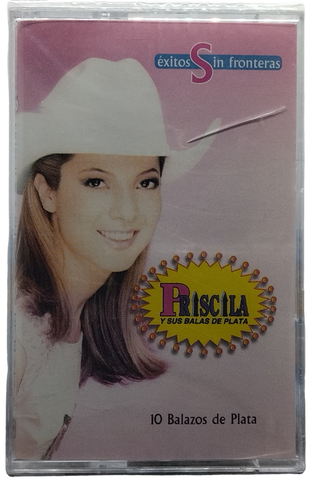 éxitos Sin fronteras
PRISCILA
Y SUS BALAS DE PLATA
10 Balazos de Plata